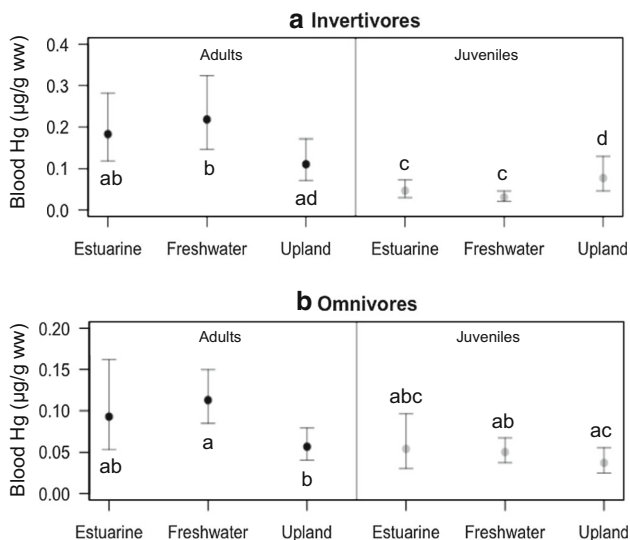 a Invertivores
Blood Hg (µg/g ww)
0.4
0.3
0.2
0.1
0.0
Adults
Juveniles
ab
b
ad
c
c
d
Estuarine Freshwater Upland Estuarine Freshwater Upland
b Omnivores
Blood Hg (µg/g ww)
0.20
0.15
0.10
0.05
0.00
Adults
Juveniles
ab
a
b
abc
ab
ac
Estuarine Freshwater Upland Estuarine Freshwater Upland